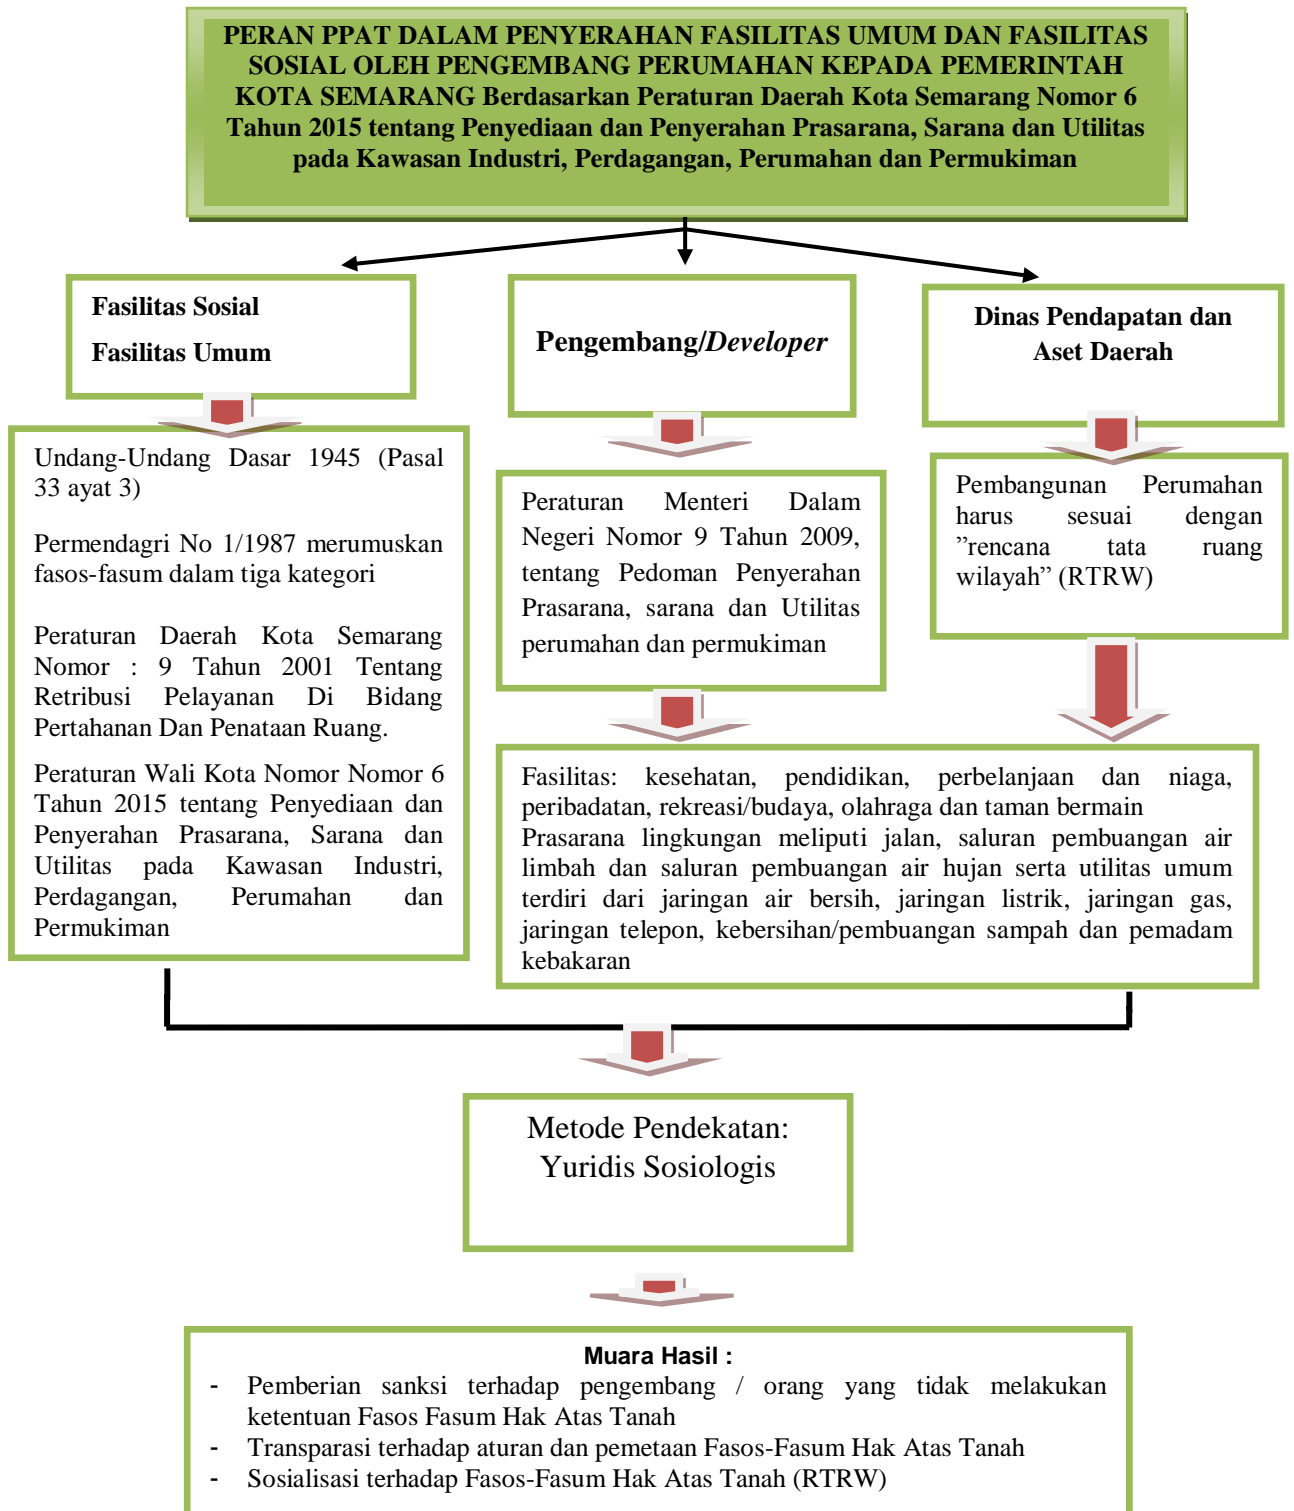 PERAN PPAT DALAM PENYERAHAN FASILITAS UMUM DAN FASILITAS
SOSIAL OLEH PENGEMBANG PERUMAHAN KEPADA PEMERINTAH
KOTA SEMARANG Berdasarkan Peraturan Daerah Kota Semarang Nomor 6
Tahun 2015 tentang Penyediaan dan Penyerahan Prasarana, Sarana dan Utilitas
pada Kawasan Industri, Perdagangan, Perumahan dan Permukiman
Fasilitas Sosial
Fasilitas Umum
Pengembang/Developer
Dinas Pendapatan dan
Aset Daerah
Undang-Undang Dasar 1945 (Pasal
33 ayat 3)
Permendagri No 1/1987 merumuskan
fasos-fasum dalam tiga kategori
Peraturan Daerah Kota Semarang
Nomor : 9 Tahun 2001 Tentang
Retribusi Pelayanan Di Bidang
Pertahanan Dan Penataan Ruang.
Peraturan Wali Kota Nomor Nomor 6
Tahun 2015 tentang Penyediaan dan
Penyerahan Prasarana, Sarana dan
Utilitas pada Kawasan Industri,
Perdagangan, Perumahan dan
Permukiman
Peraturan Menteri Dalam
Negeri Nomor 9 Tahun 2009,
tentang Pedoman Penyerahan
Prasarana, sarana dan Utilitas
perumahan dan permukiman
Pembangunan Perumahan
harus sesuai dengan
”rencana tata ruang
wilayah” (RTRW)
Fasilitas: kesehatan, pendidikan, perbelanjaan dan niaga,
peribadatan, rekreasi/budaya, olahraga dan taman bermain
Prasarana lingkungan meliputi jalan, saluran pembuangan air
limbah dan saluran pembuangan air hujan serta utilitas umum
terdiri dari jaringan air bersih, jaringan listrik, jaringan gas,
jaringan telepon, kebersihan/pembuangan sampah dan pemadam
kebakaran
Metode Pendekatan:
Yuridis Sosiologis
Muara Hasil :
- Pemberian sanksi terhadap pengembang / orang yang tidak melakukan
ketentuan Fasos Fasum Hak Atas Tanah
- Transparasi terhadap aturan dan pemetaan Fasos-Fasum Hak Atas Tanah
- Sosialisasi terhadap Fasos-Fasum Hak Atas Tanah (RTRW)